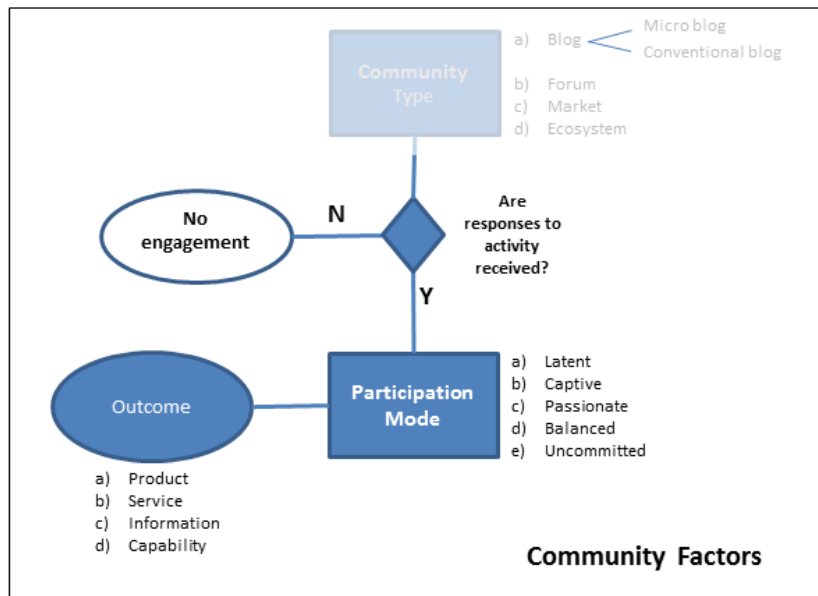 Community
Type
a) Blog
Micro blog
Conventional blog
b) Forum
c) Market
d) Ecosystem
No
engagement
N
Are
responses to
activity
received?
Y
Outcome
Participation
Mode
a) Latent
b) Captive
c) Passionate
d) Balanced
e) Uncommitted
a) Product
b) Service
c) Information
d) Capability
Community Factors